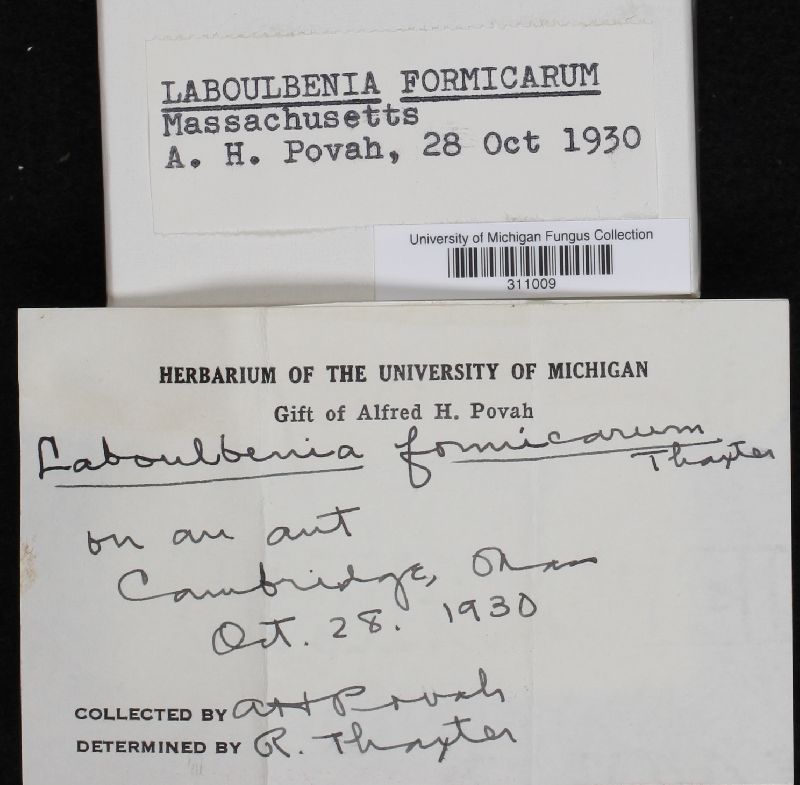 LABOULBENIA FORMICARUM
Massachusetts
A. H. Povah, 28 Oct 1930
University of Michigan Fungus Collection
311009
HERBARIUM OF THE UNIVERSITY OF MICHIGAN
Gift of Alfred H. Povah
Laboulbenia formicarum
Thaxter
on an ant
Cambridge, Mass
Oct. 28. 1930
COLLECTED BY AH Povah
DETERMINED BY R. Thaxter